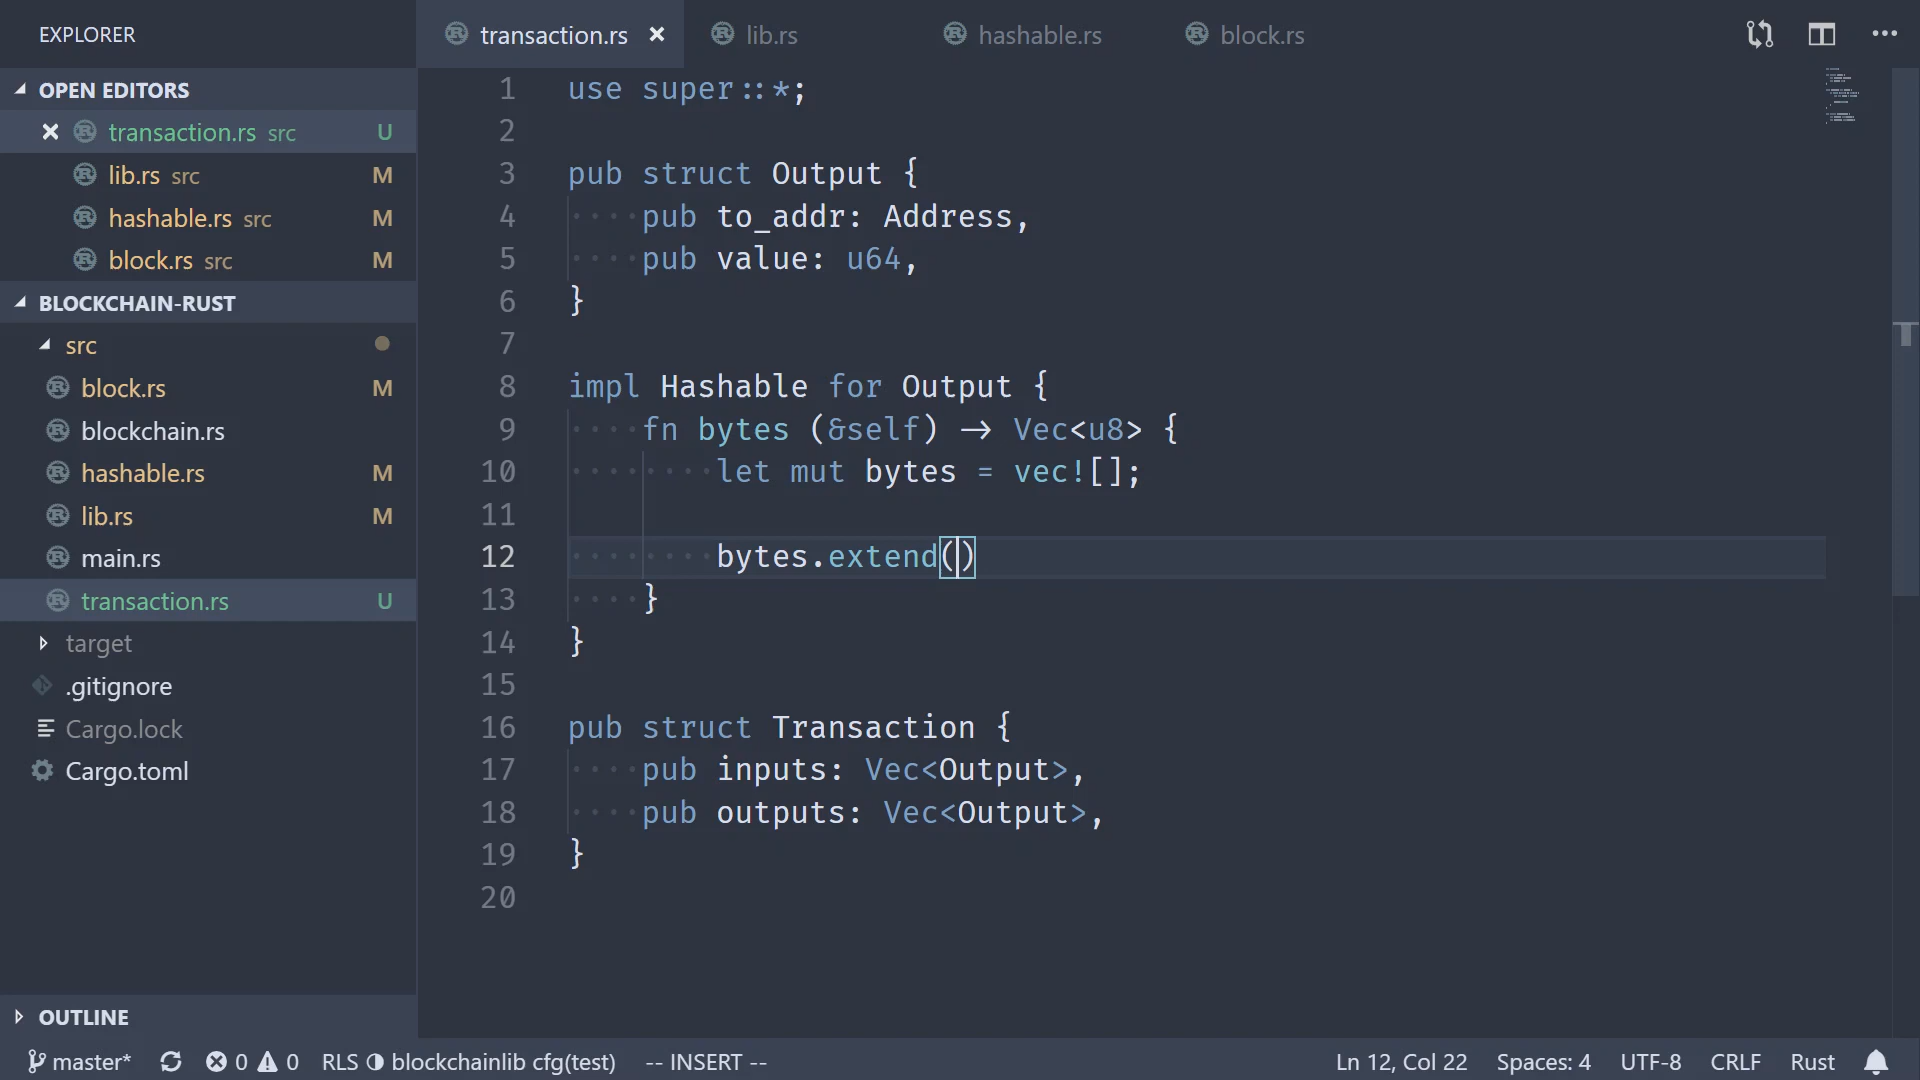 EXPLORER
OPEN EDITORS
transaction.rs src U
lib.rs src M
hashable.rs src M
block.rs src M
BLOCKCHAIN-RUST
src
block.rs M
blockchain.rs
hashable.rs M
lib.rs M
main.rs
transaction.rs U
target
.gitignore
Cargo.lock
Cargo.toml
OUTLINE
transaction.rs lib.rs hashable.rs block.rs
1 use super::*;
2
3 pub struct Output {
4     pub to_addr: Address,
5     pub value: u64,
6 }
7
8 impl Hashable for Output {
9     fn bytes (&self) -> Vec<u8> {
10         let mut bytes = vec![];
11
12         bytes.extend()
13     }
14 }
15
16 pub struct Transaction {
17     pub inputs: Vec<Output>,
18     pub outputs: Vec<Output>,
19 }
20
master* 0 0 RLS blockchainlib cfg(test) -- INSERT -- Ln 12, Col 22 Spaces: 4 UTF-8 CRLF Rust